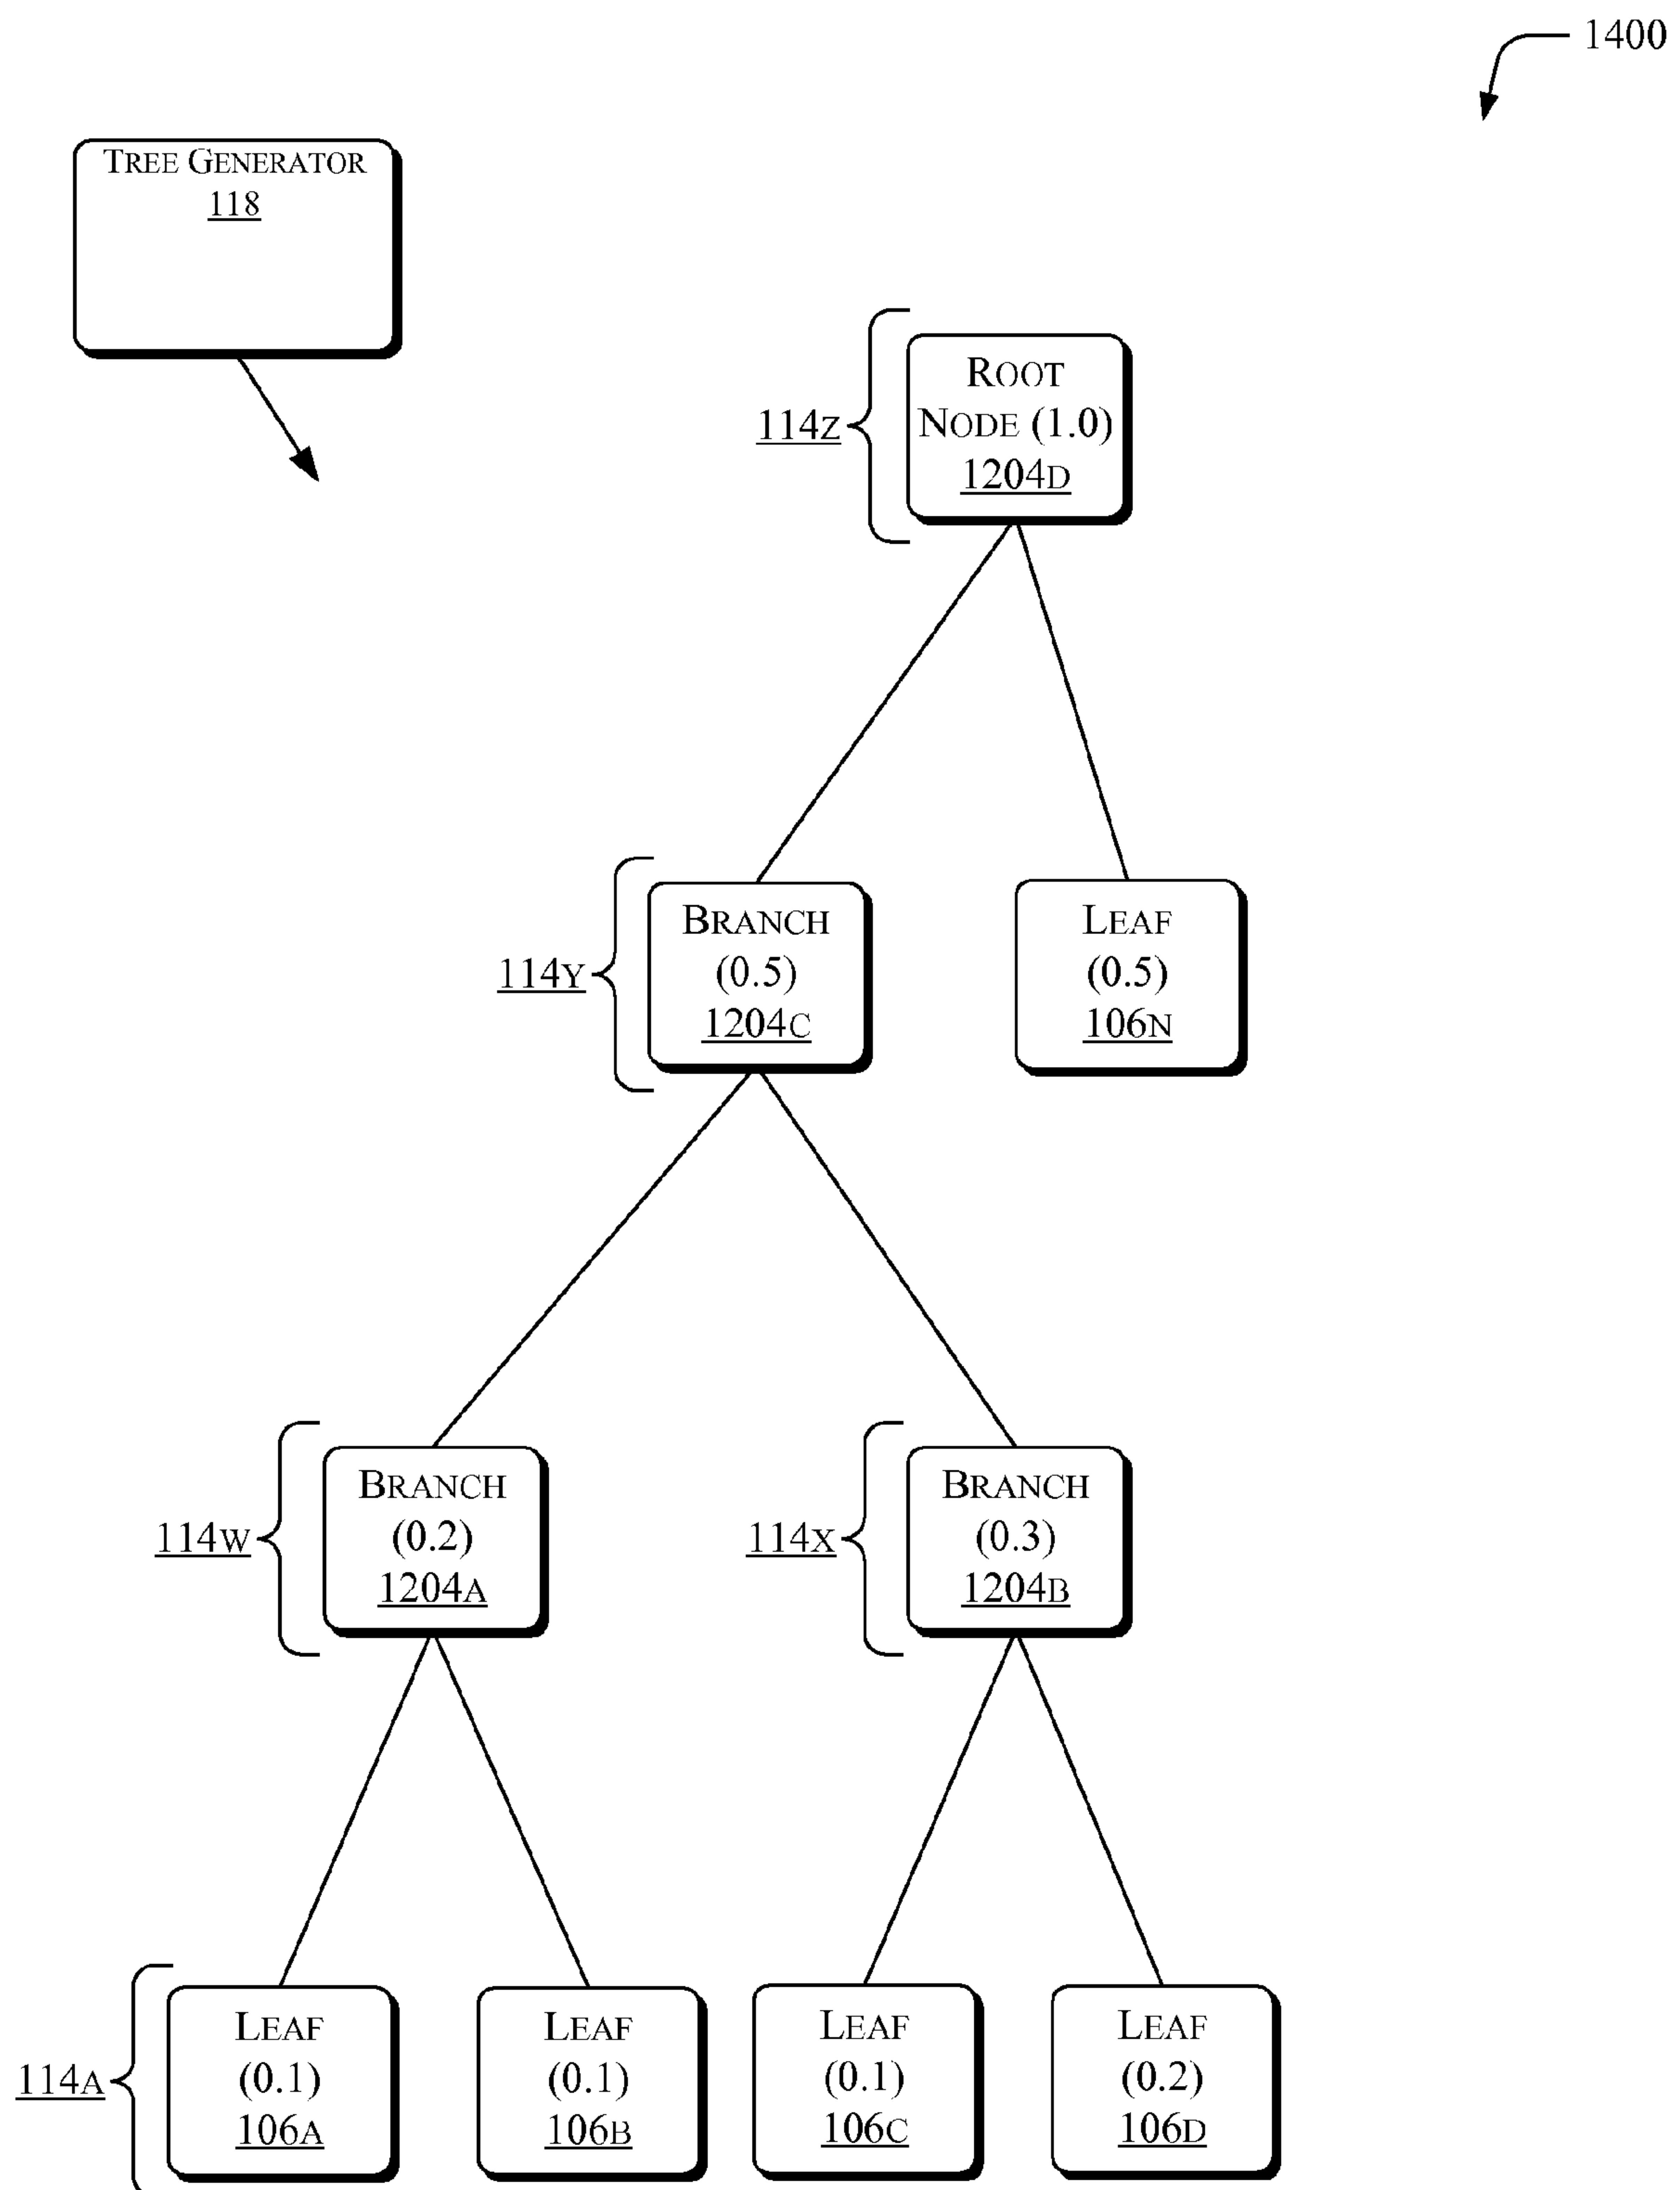 1400
TREE GENERATOR
118
ROOT
NODE (1.0)
1204D
114Z
BRANCH
(0.5)
1204C
114Y
LEAF
(0.5)
106N
BRANCH
(0.2)
1204A
114W
BRANCH
(0.3)
1204B
114X
LEAF
(0.1)
106A
114A
LEAF
(0.1)
106B
LEAF
(0.1)
106C
LEAF
(0.2)
106D